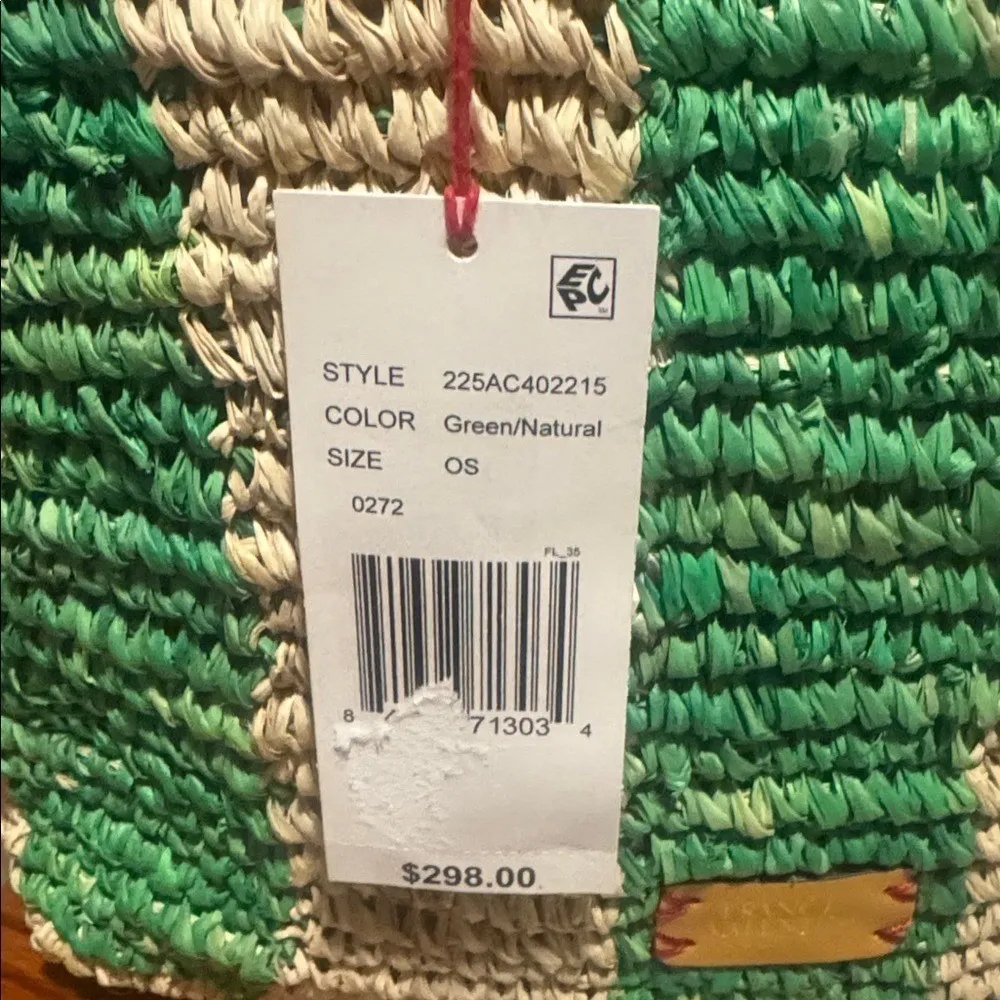 EPC
STYLE 225AC402215
COLOR Green/Natural
SIZE OS
0272
FL_35
8 71303 4
$298.00